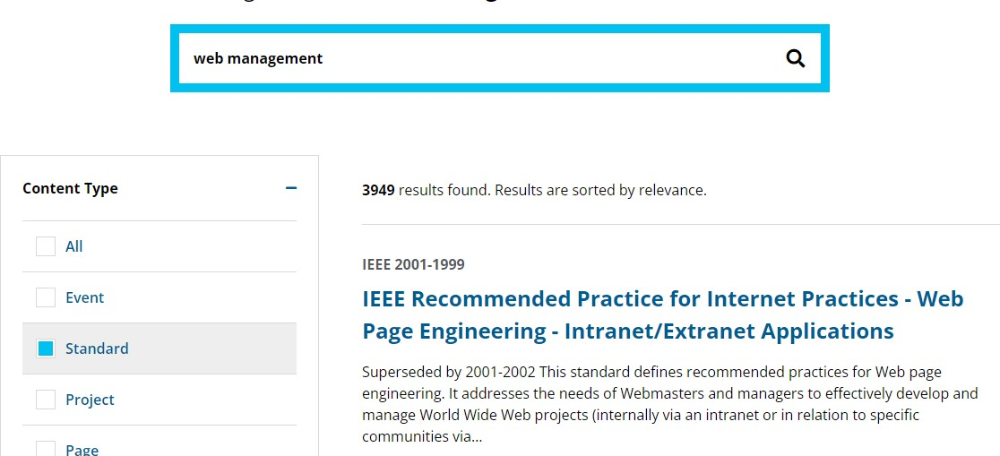 web management
Content Type
All
Event
Standard
Project
Page
3949 results found. Results are sorted by relevance.
IEEE 2001-1999
IEEE Recommended Practice for Internet Practices - Web
Page Engineering - Intranet/Extranet Applications
Superseded by 2001-2002 This standard defines recommended practices for Web page
engineering. It addresses the needs of Webmasters and managers to effectively develop and
manage World Wide Web projects (internally via an intranet or in relation to specific
communities via...